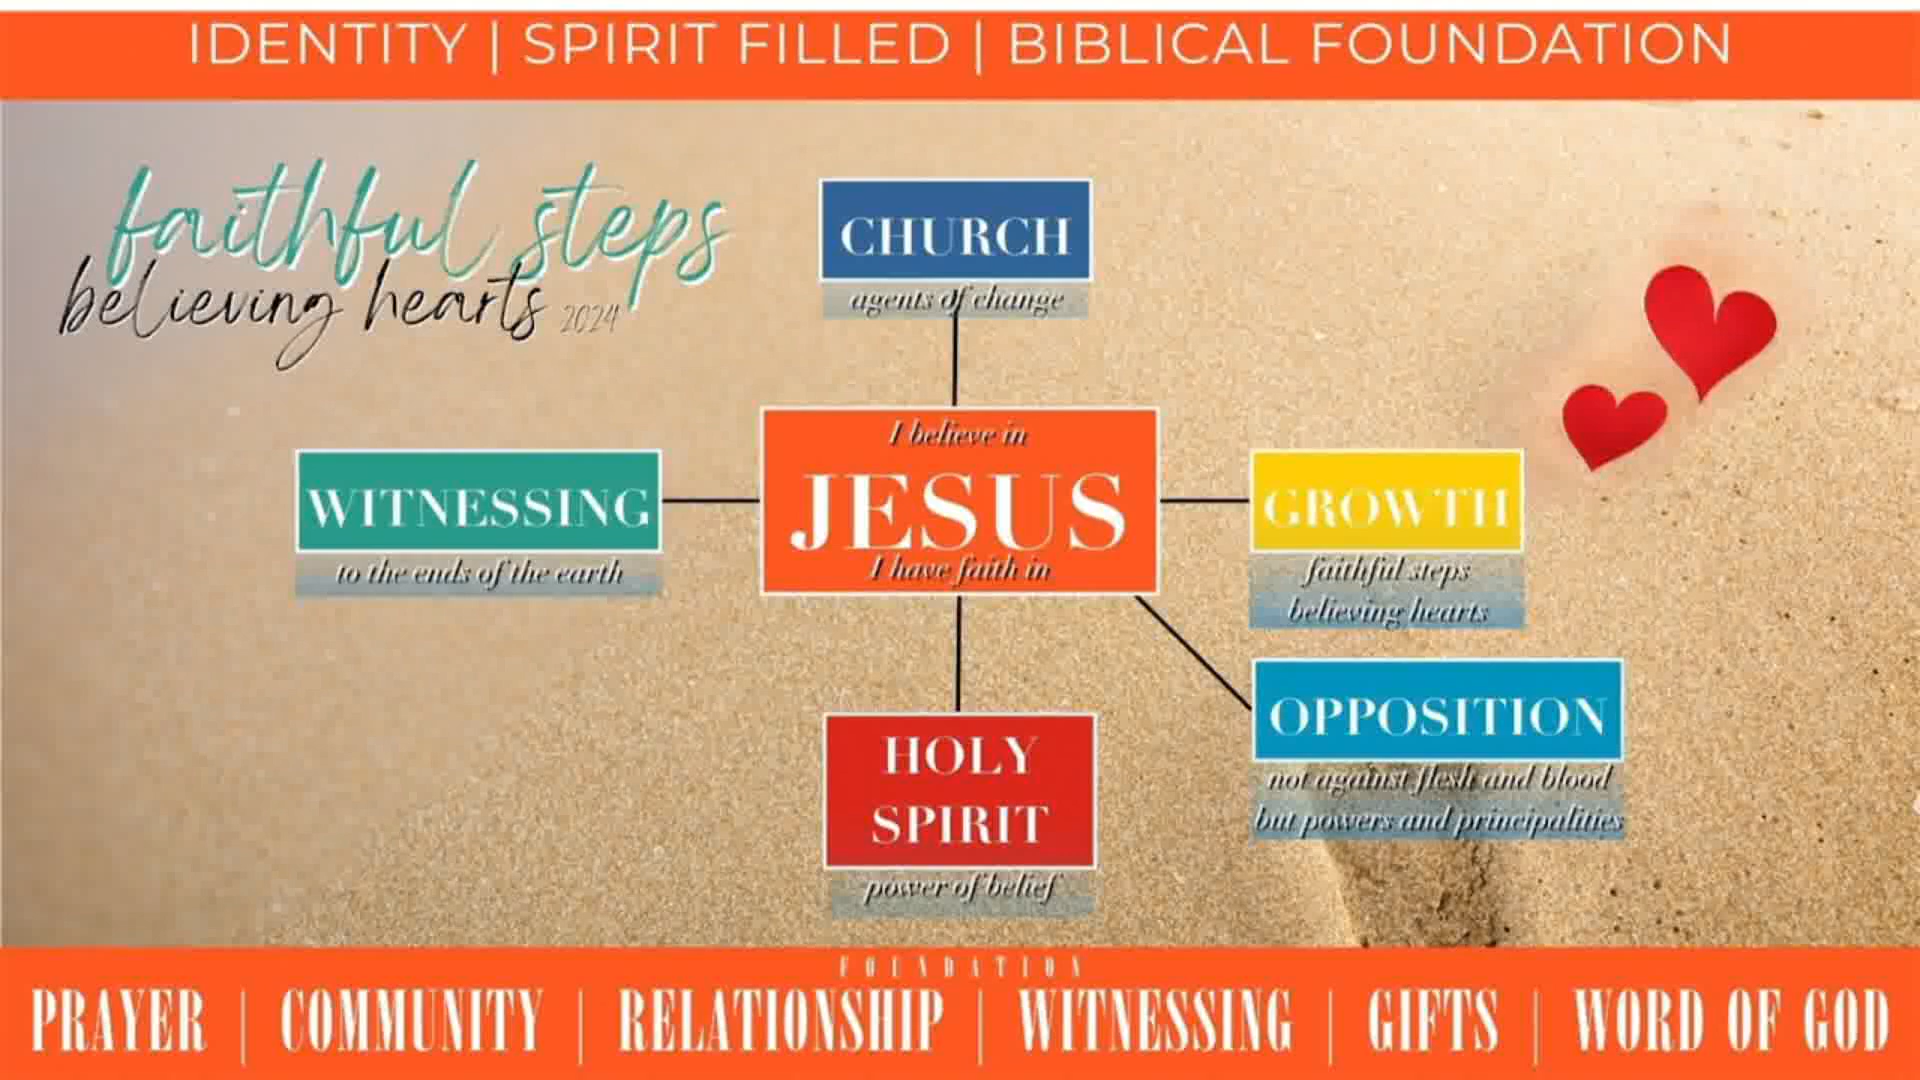 IDENTITY | SPIRIT FILLED | BIBLICAL FOUNDATION
faithful steps
believing hearts 2024
CHURCH
agents of change
WITNESSING
to the ends of the earth
I believe in
JESUS
I have faith in
GROWTH
faithful steps
believing hearts
HOLY
SPIRIT
power of belief
OPPOSITION
not against flesh and blood
but powers and principalities
FOUNDATION
PRAYER | COMMUNITY | RELATIONSHIP | WITNESSING | GIFTS | WORD OF GOD